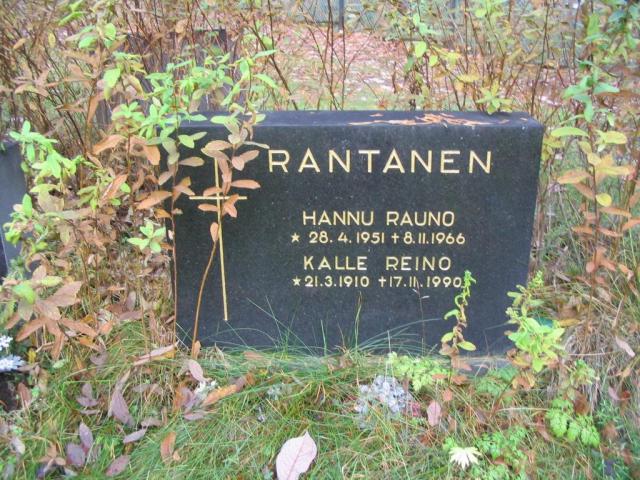 RANTANEN
HANNU RAUNO
★ 28.4.1951 † 8.11.1966
KALLE REINO
★ 21.3.1910 † 17.11.1990